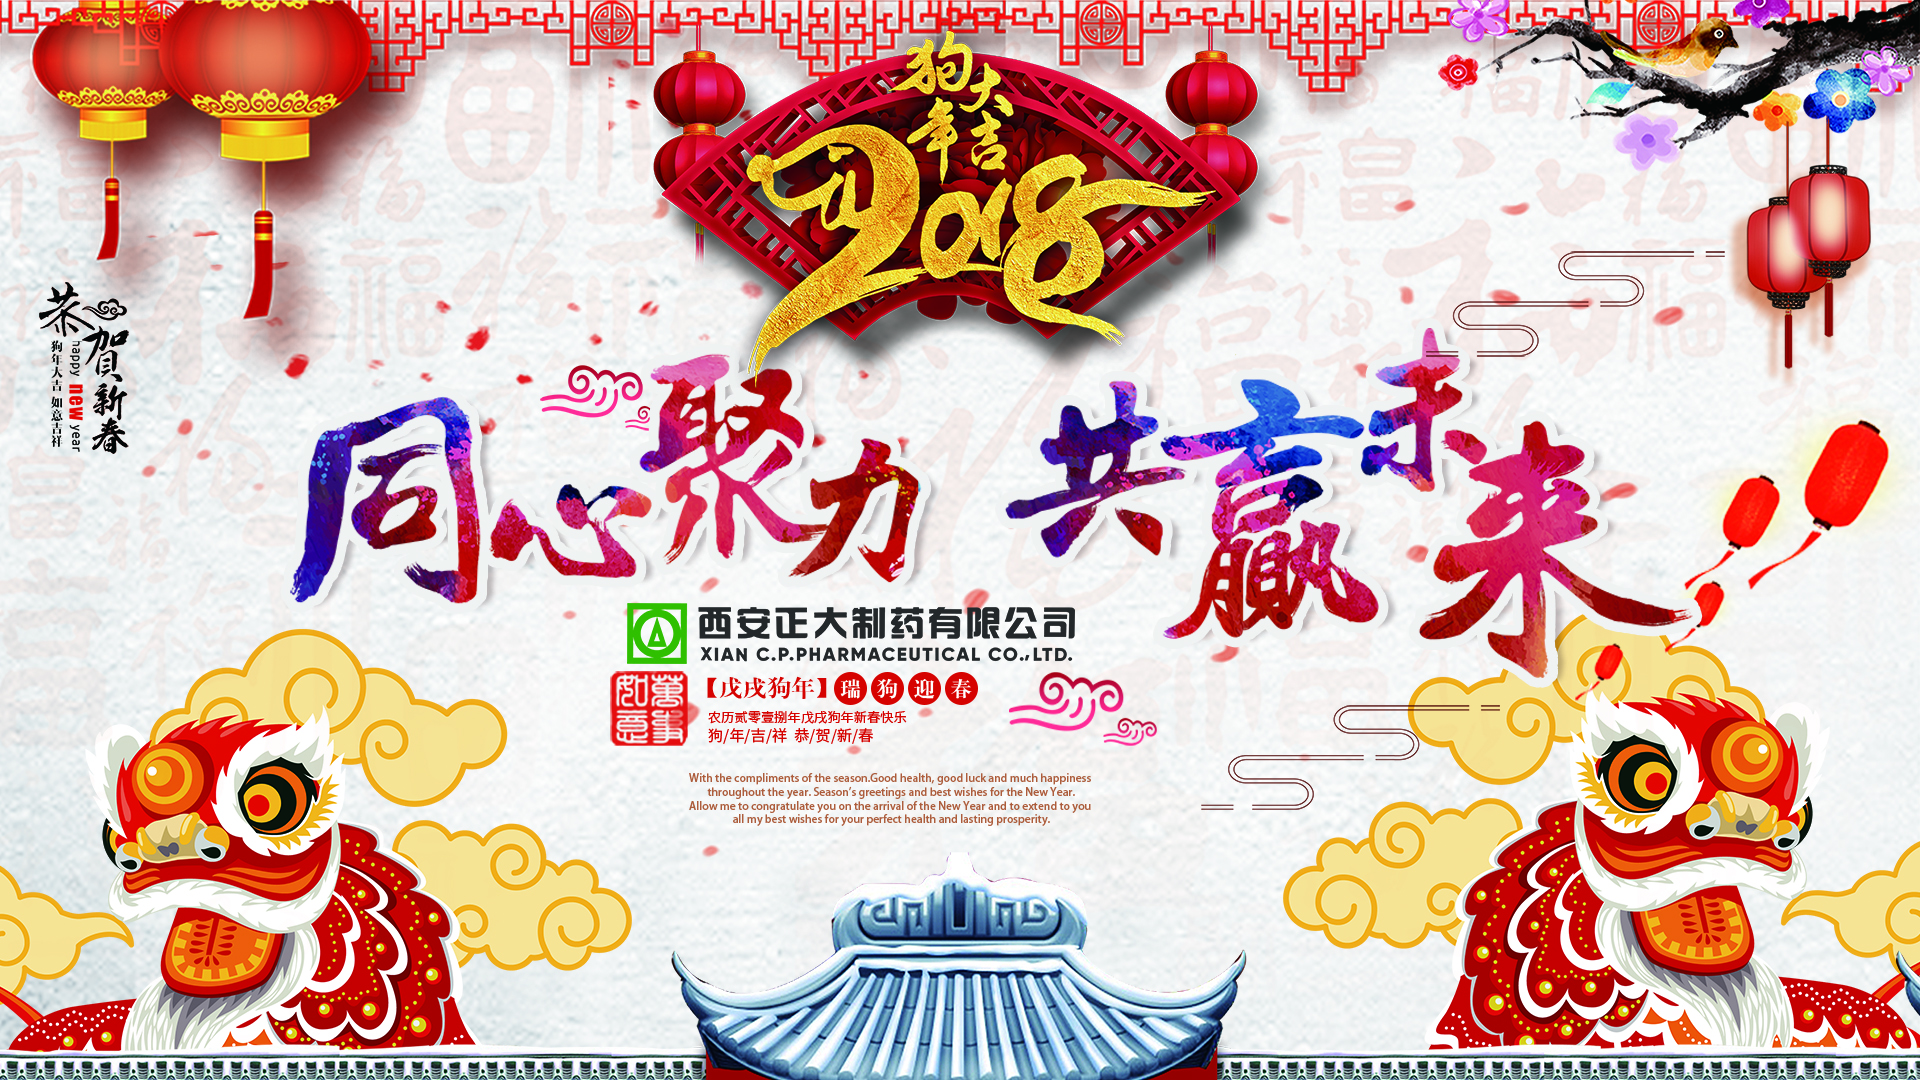 狗年大吉
2018
恭贺新春
狗年大吉 如意吉祥
happy new year
同心聚力 共赢未来
西安正大制药有限公司
XIAN C.P.PHARMACEUTICAL CO.,LTD.
萬事如意
【戊戌狗年】瑞狗迎春
农历贰零壹捌年戊戌狗年新春快乐
狗/年/吉/祥 恭/贺/新/春
With the compliments of the season.Good health, good luck and much happiness
throughout the year. Season's greetings and best wishes for the New Year.
Allow me to congratulate you on the arrival of the New Year and to extend to you
all my best wishes for your perfect health and lasting prosperity.